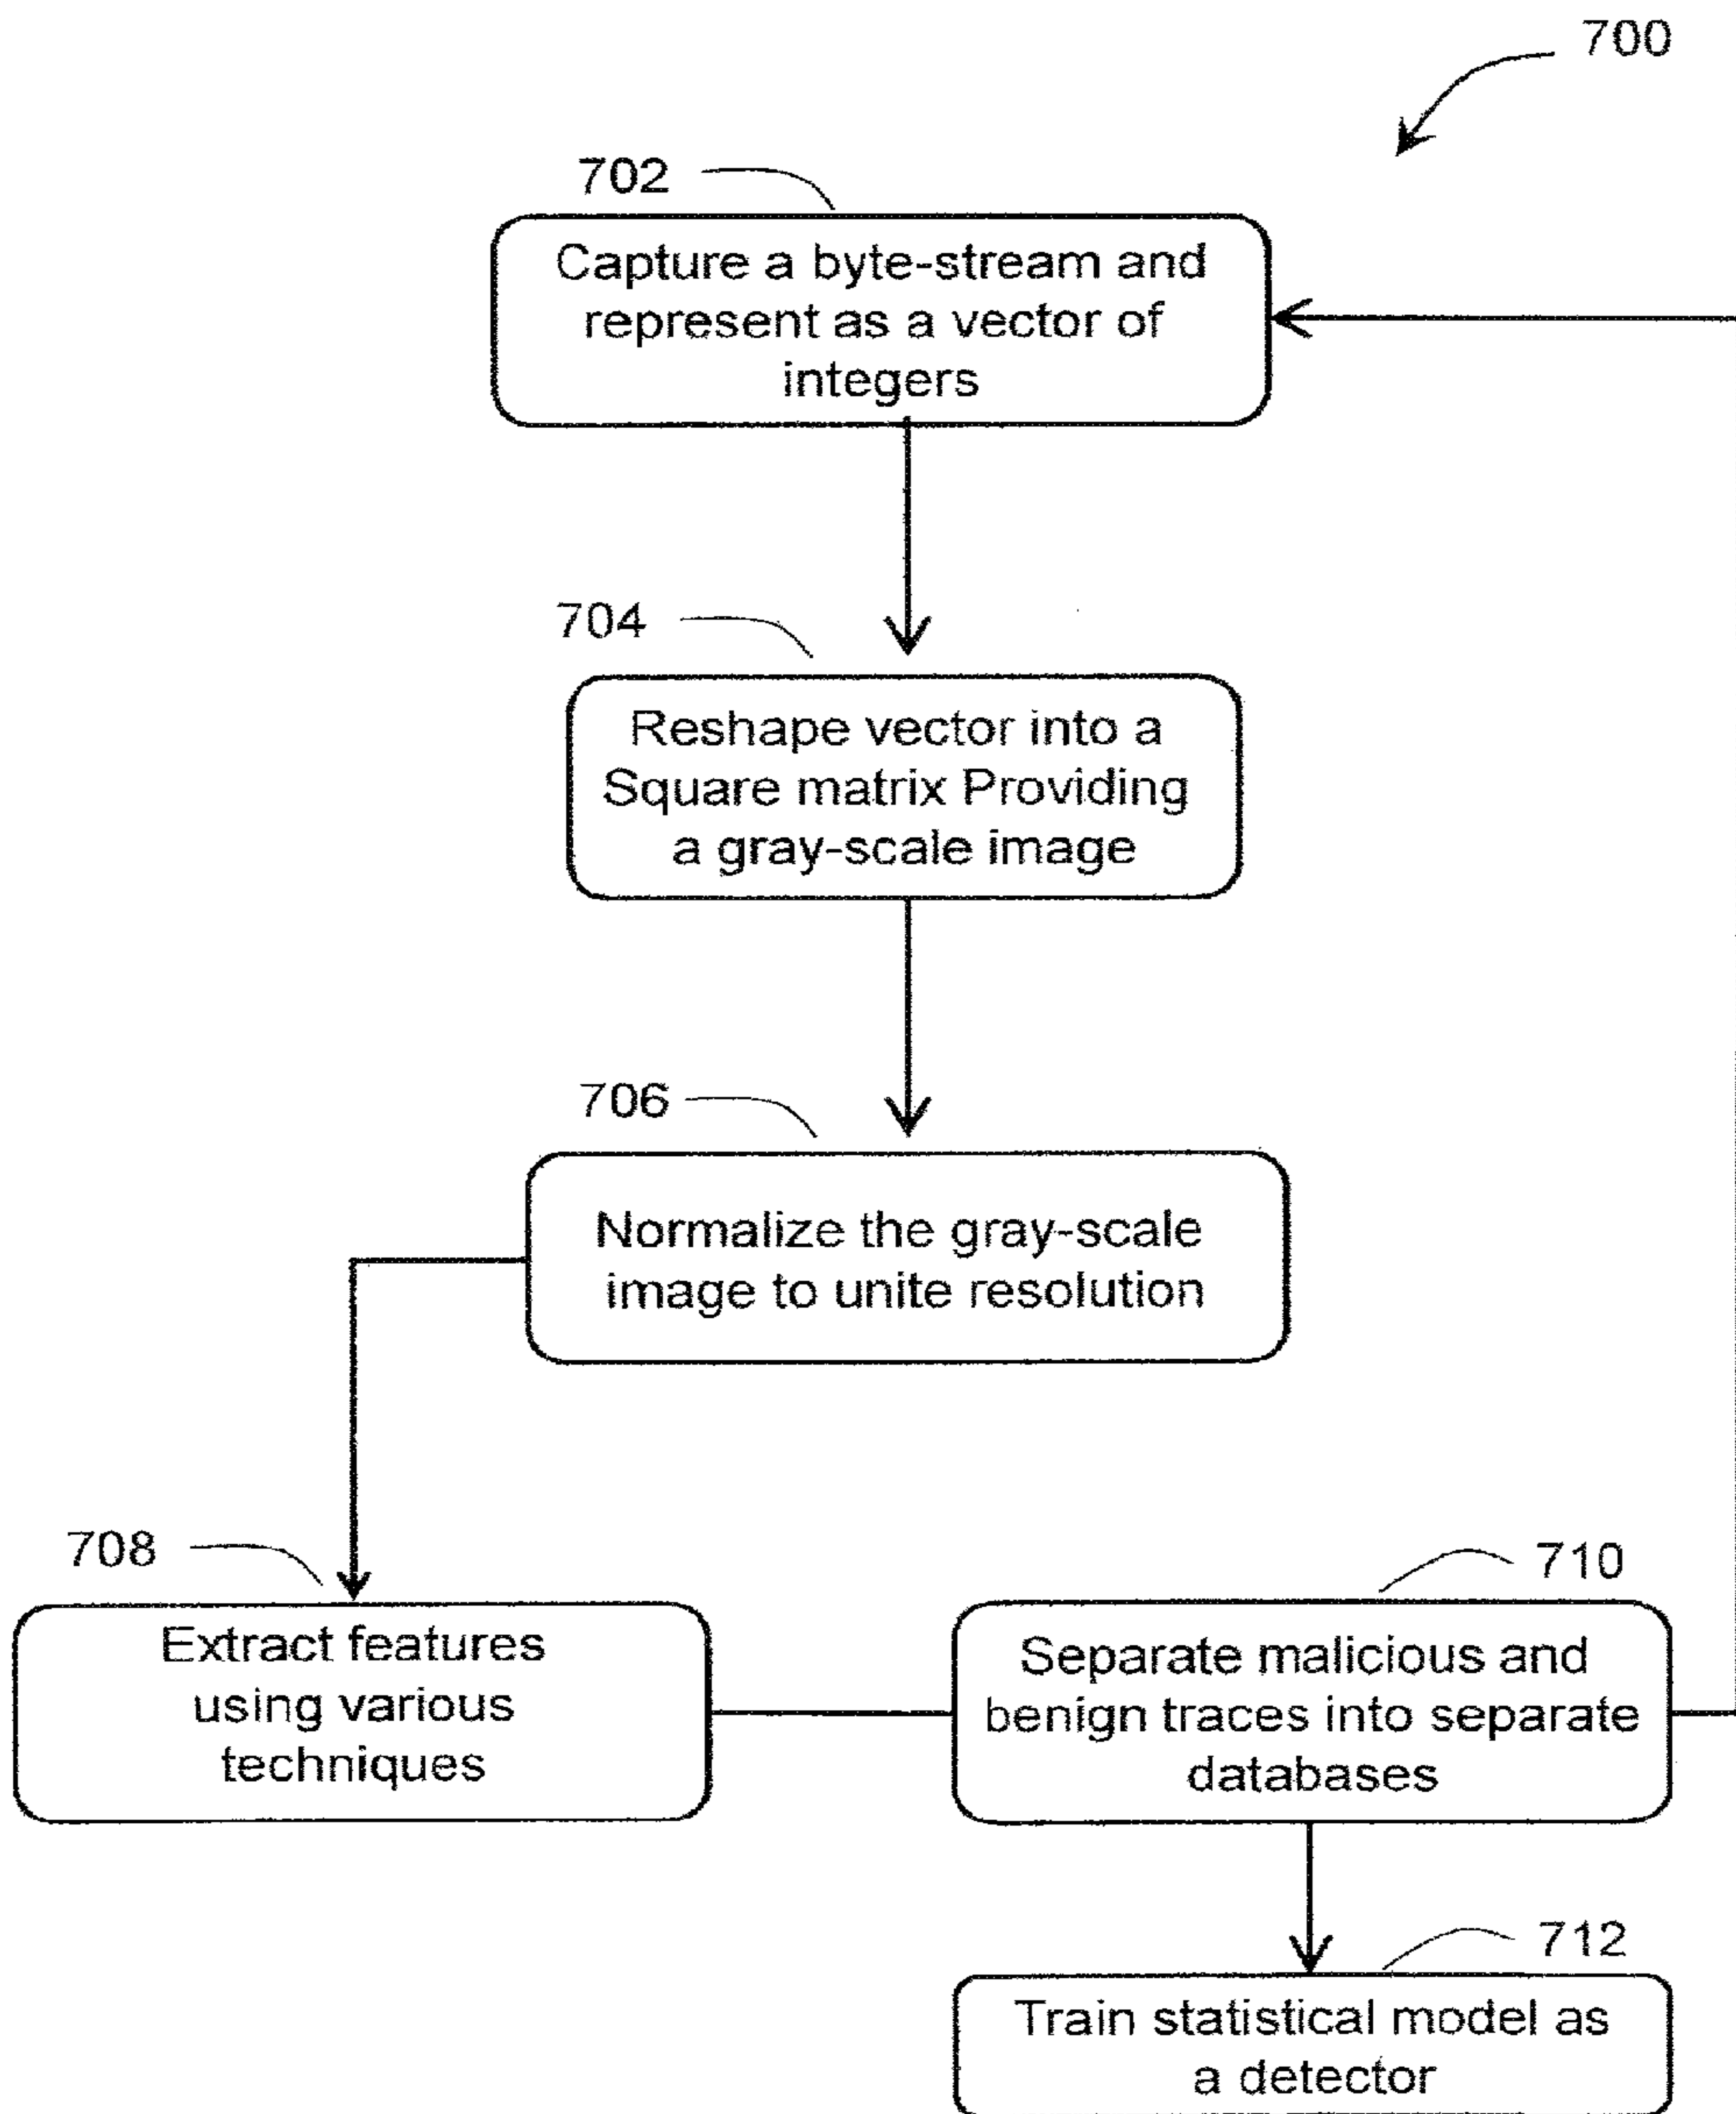 700
702
Capture a byte-stream and
represent as a vector of
integers
704
Reshape vector into a
Square matrix Providing
a gray-scale image
706
Normalize the gray-scale
image to unite resolution
708
Extract features
using various
techniques
710
Separate malicious and
benign traces into separate
databases
712
Train statistical model as
a detector